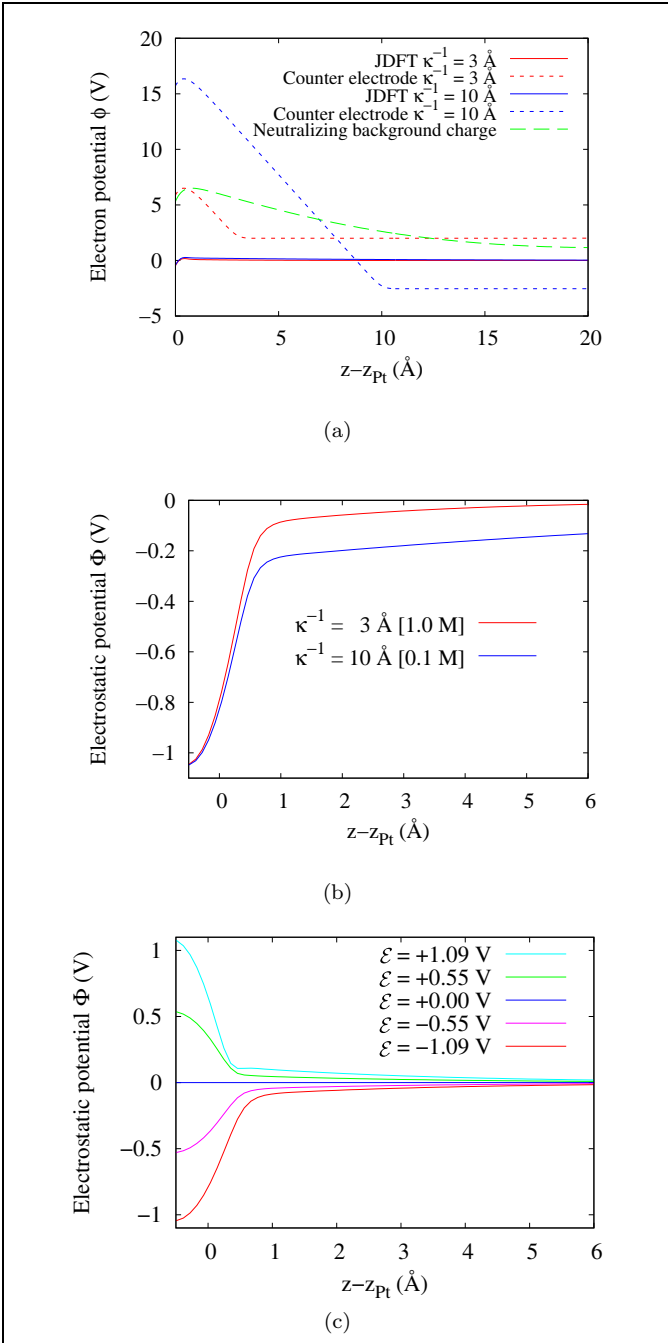 20
15
10
5
0
−5
Electron potential ϕ (V)
JDFT κ⁻¹ = 3 Å
Counter electrode κ⁻¹ = 3 Å
JDFT κ⁻¹ = 10 Å
Counter electrode κ⁻¹ = 10 Å
Neutralizing background charge
0 5 10 15 20
z−z_Pt (Å)
(a)
0
−0.2
−0.4
−0.6
−0.8
−1
Electrostatic potential Φ (V)
κ⁻¹ = 3 Å [1.0 M]
κ⁻¹ = 10 Å [0.1 M]
0 1 2 3 4 5 6
z−z_Pt (Å)
(b)
1
0.5
0
−0.5
−1
Electrostatic potential Φ (V)
ℰ = +1.09 V
ℰ = +0.55 V
ℰ = +0.00 V
ℰ = −0.55 V
ℰ = −1.09 V
0 1 2 3 4 5 6
z−z_Pt (Å)
(c)